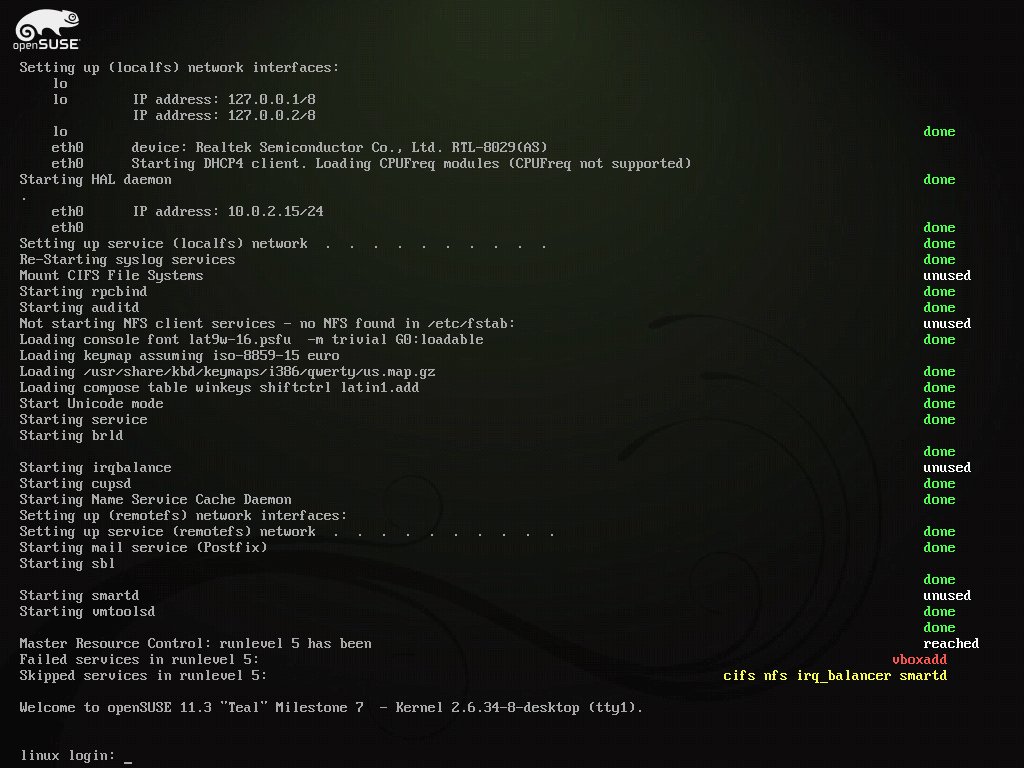 openSUSE
Setting up (localfs) network interfaces:
lo
lo IP address: 127.0.0.1/8
IP address: 127.0.0.2/8
lo done
eth0 device: Realtek Semiconductor Co., Ltd. RTL-8029(AS)
eth0 Starting DHCP4 client. Loading CPUFreq modules (CPUFreq not supported)
Starting HAL daemon done
.
eth0 IP address: 10.0.2.15/24
eth0 done
Setting up service (localfs) network . . . . . . . . . . done
Re-Starting syslog services done
Mount CIFS File Systems unused
Starting rpcbind done
Starting auditd done
Not starting NFS client services - no NFS found in /etc/fstab: unused
Loading console font lat9w-16.psfu -m trivial G0:loadable done
Loading keymap assuming iso-8859-15 euro
Loading /usr/share/kbd/keymaps/i386/qwerty/us.map.gz done
Loading compose table winkeys shiftctrl latin1.add done
Start Unicode mode done
Starting service done
Starting brld
done
Starting irqbalance unused
Starting cupsd done
Starting Name Service Cache Daemon done
Setting up (remotefs) network interfaces:
Setting up service (remotefs) network . . . . . . . . . . done
Starting mail service (Postfix) done
Starting sbl
done
Starting smartd unused
Starting vmtoolsd done
done
Master Resource Control: runlevel 5 has been reached
Failed services in runlevel 5: vboxadd
Skipped services in runlevel 5: cifs nfs irq_balancer smartd
Welcome to openSUSE 11.3 "Teal" Milestone 7 - Kernel 2.6.34-8-desktop (tty1).
linux login: _